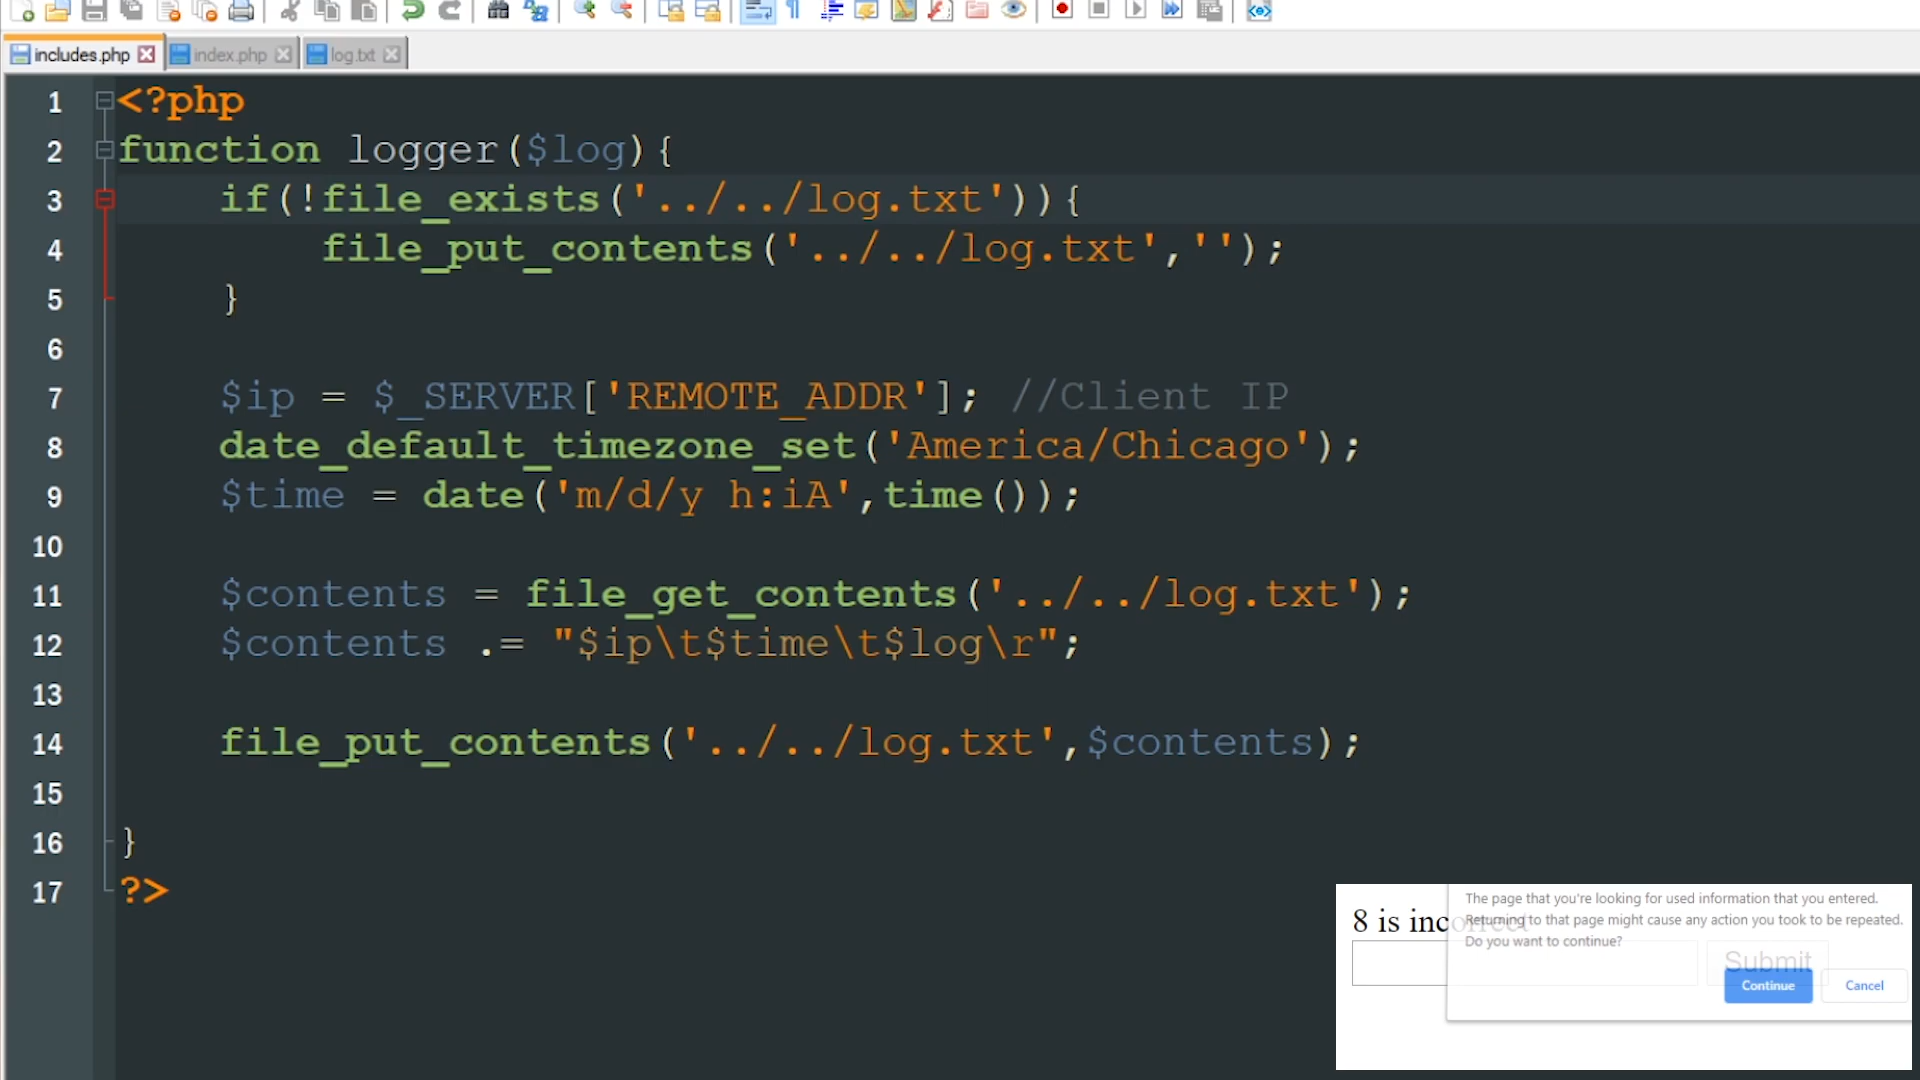 includes.php
index.php
log.txt
1 <?php
2 function logger($log){
3 if(!file_exists('../../log.txt')){
4 file_put_contents('../../log.txt','');
5 }
6
7 $ip = $_SERVER['REMOTE_ADDR']; //Client IP
8 date_default_timezone_set('America/Chicago');
9 $time = date('m/d/y h:iA',time());
10
11 $contents = file_get_contents('../../log.txt');
12 $contents .= "$ip\t$time\t$log\r";
13
14 file_put_contents('../../log.txt',$contents);
15
16 }
17 ?>
8 is incorrect
The page that you're looking for used information that you entered.
Returning to that page might cause any action you took to be repeated.
Do you want to continue?
Submit
Continue
Cancel